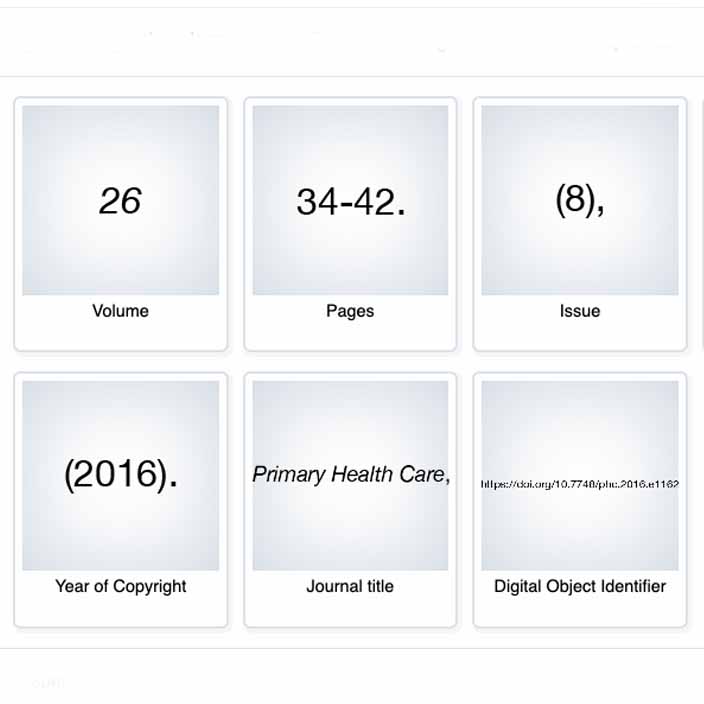 26
34-42.
(8),
Volume
Pages
Issue
(2016).
Primary Health Care,
https://doi.org/10.7748/phc.2016.e1162
Year of Copyright
Journal title
Digital Object Identifier